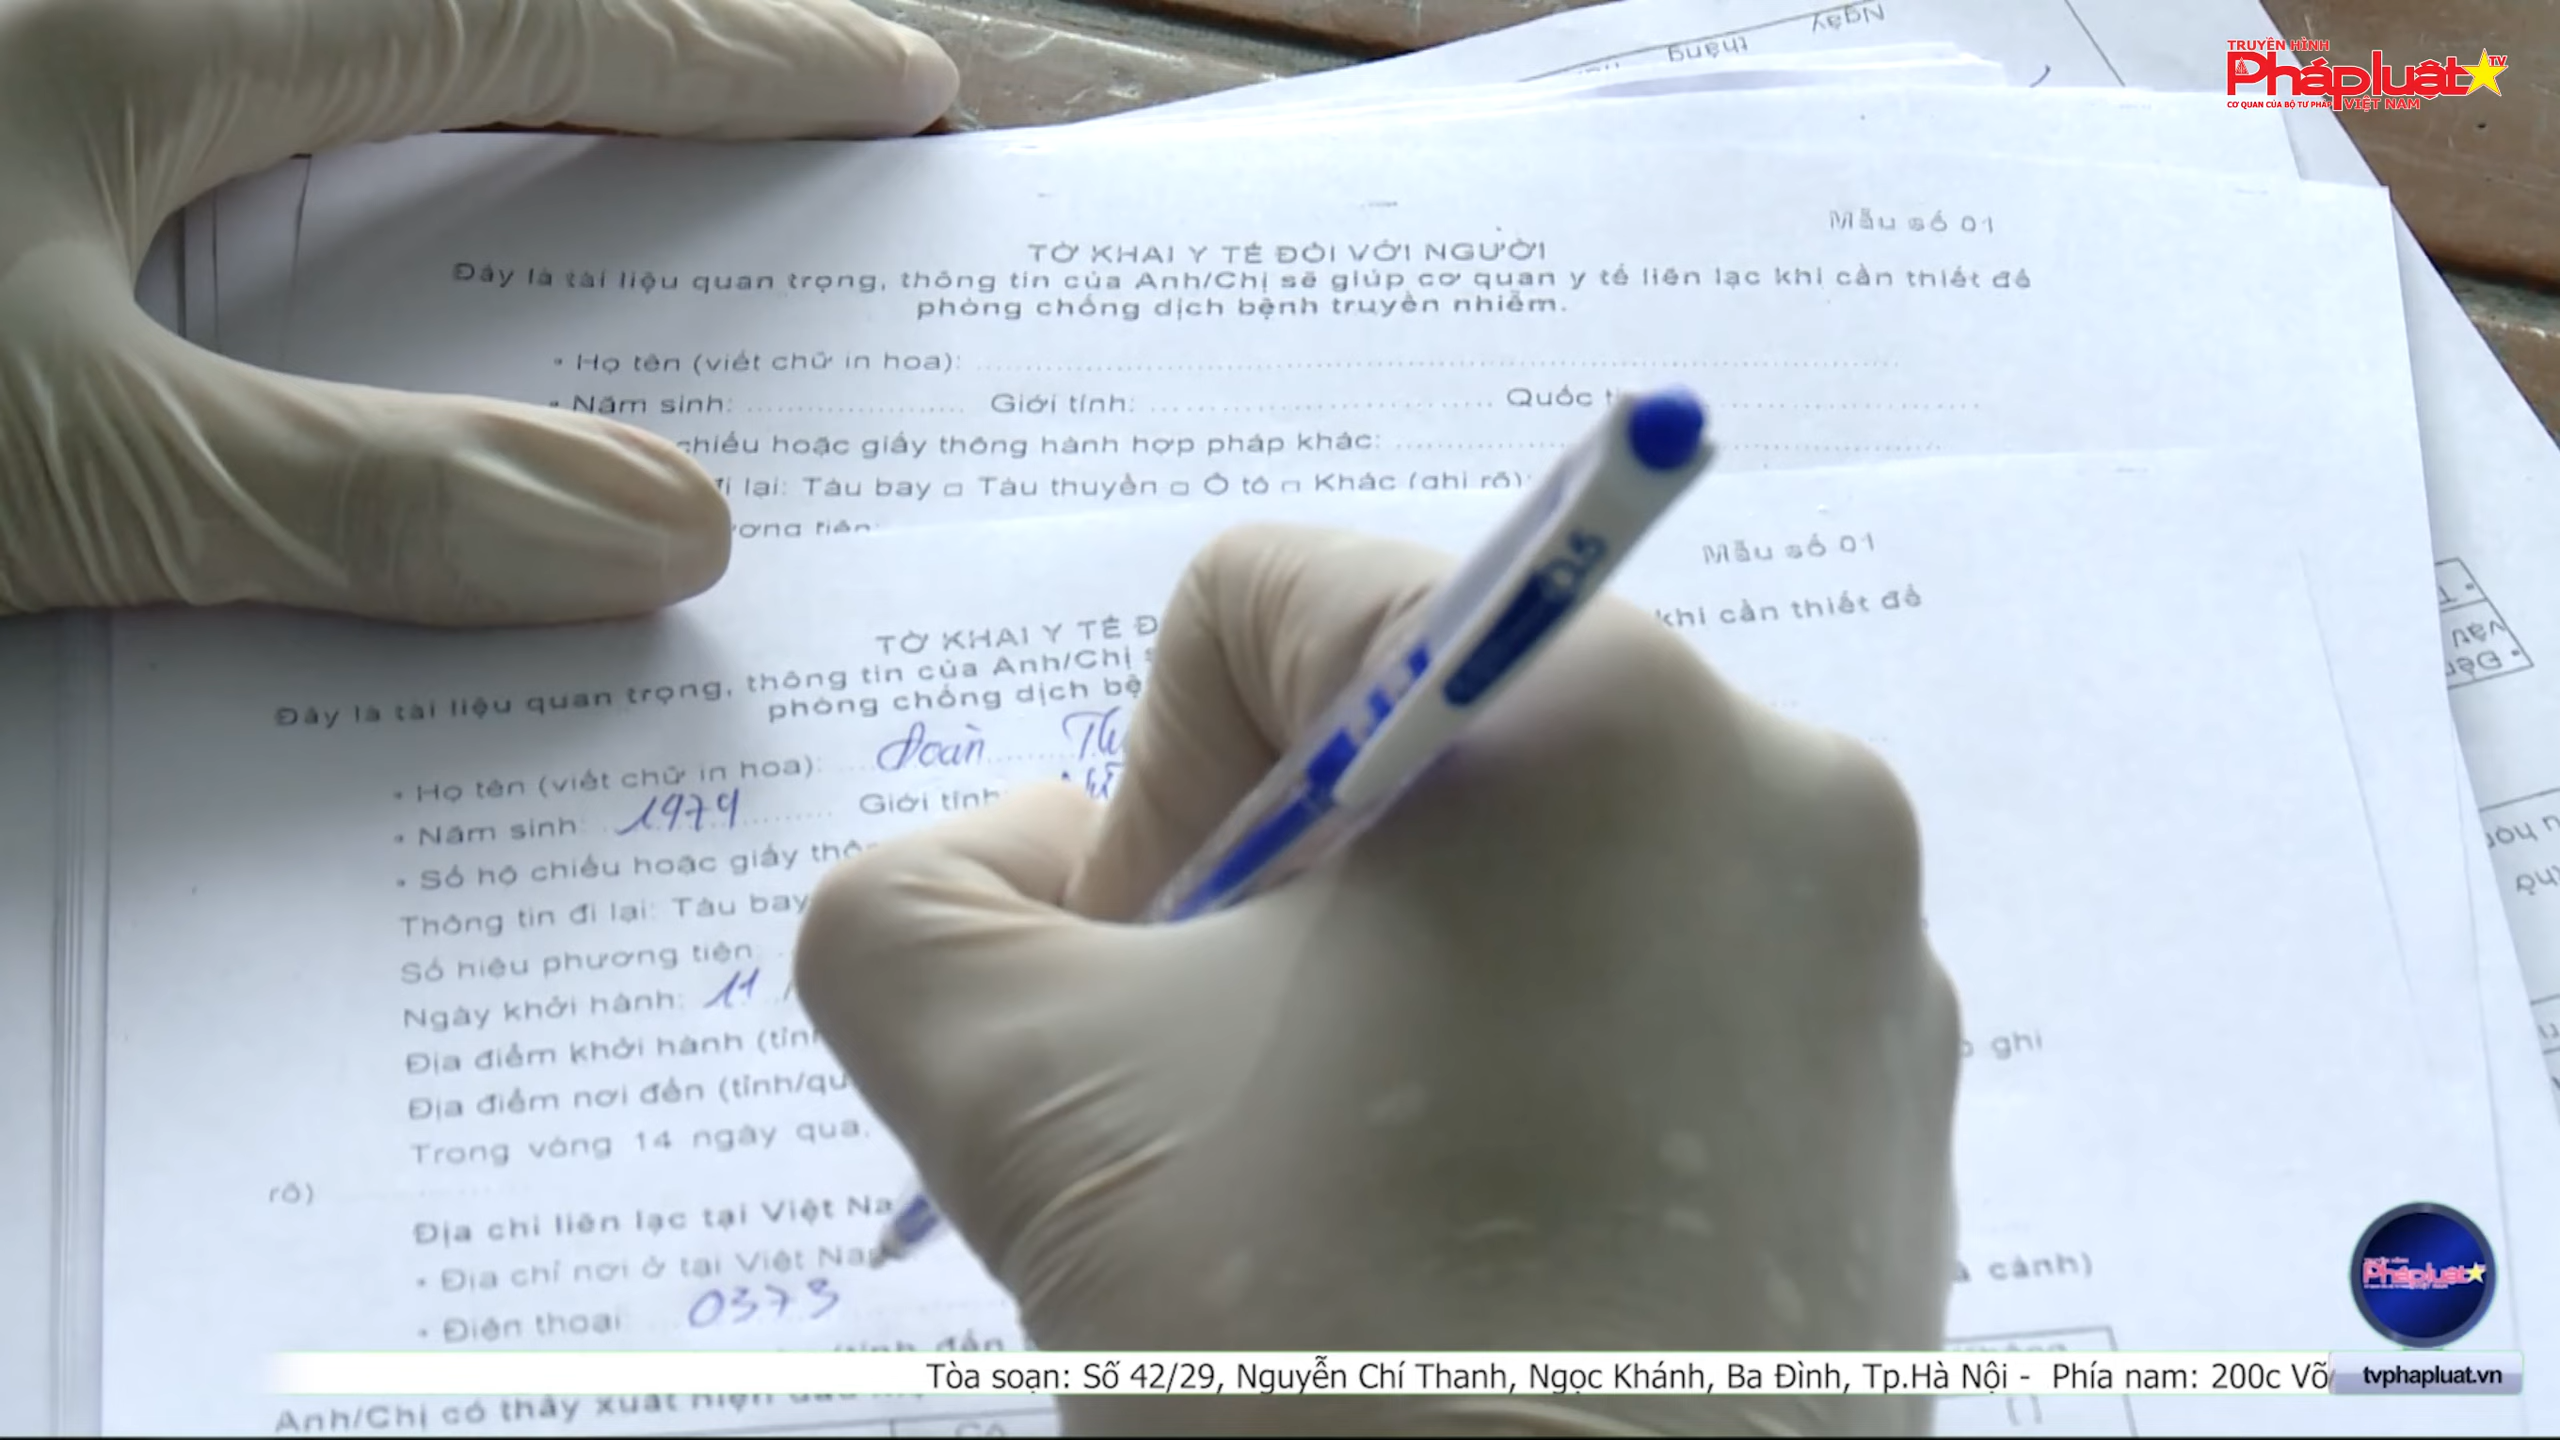 TRUYỀN HÌNH
Phápluật TV
CƠ QUAN CỦA BỘ TƯ PHÁP VIỆT NAM
Ngày
tháng
Mẫu số 01
TỜ KHAI Y TẾ ĐỐI VỚI NGƯỜI
Đây là tài liệu quan trọng, thông tin của Anh/Chị sẽ giúp cơ quan y tế liên lạc khi cần thiết để
phòng chống dịch bệnh truyền nhiễm.
• Họ tên (viết chữ in hoa):
• Năm sinh: Giới tính: Quốc
chiếu hoặc giấy thông hành hợp pháp khác:
đi lại: Tàu bay □ Tàu thuyền □ Ô tô □ Khác (ghi rõ):
ương tiện:
Mẫu số 01
TỜ KHAI Y TẾ
Đây là tài liệu quan trọng, thông tin của Anh/Chị khi cần thiết để
phòng chống dịch
• Họ tên (viết chữ in hoa): Đoàn
• Năm sinh: 1979 Giới tính
• Số hộ chiếu hoặc giấy
Thông tin đi lại: Tàu bay
Số hiệu phương tiện
Ngày khởi hành: 11
Địa điểm khởi hành (tỉnh
Địa điểm nơi đến (tỉnh/qu ghi
Trong vòng 14 ngày qua,
rõ)
Địa chỉ liên lạc tại Việt Na
• Địa chỉ nơi ở tại Việt Na cảnh)
• Điện thoại 0373
Tòa soạn: Số 42/29, Nguyễn Chí Thanh, Ngọc Khánh, Ba Đình, Tp.Hà Nội - Phía nam: 200c Võ
tvphapluat.vn
Anh/Chị có thấy xuất hiện